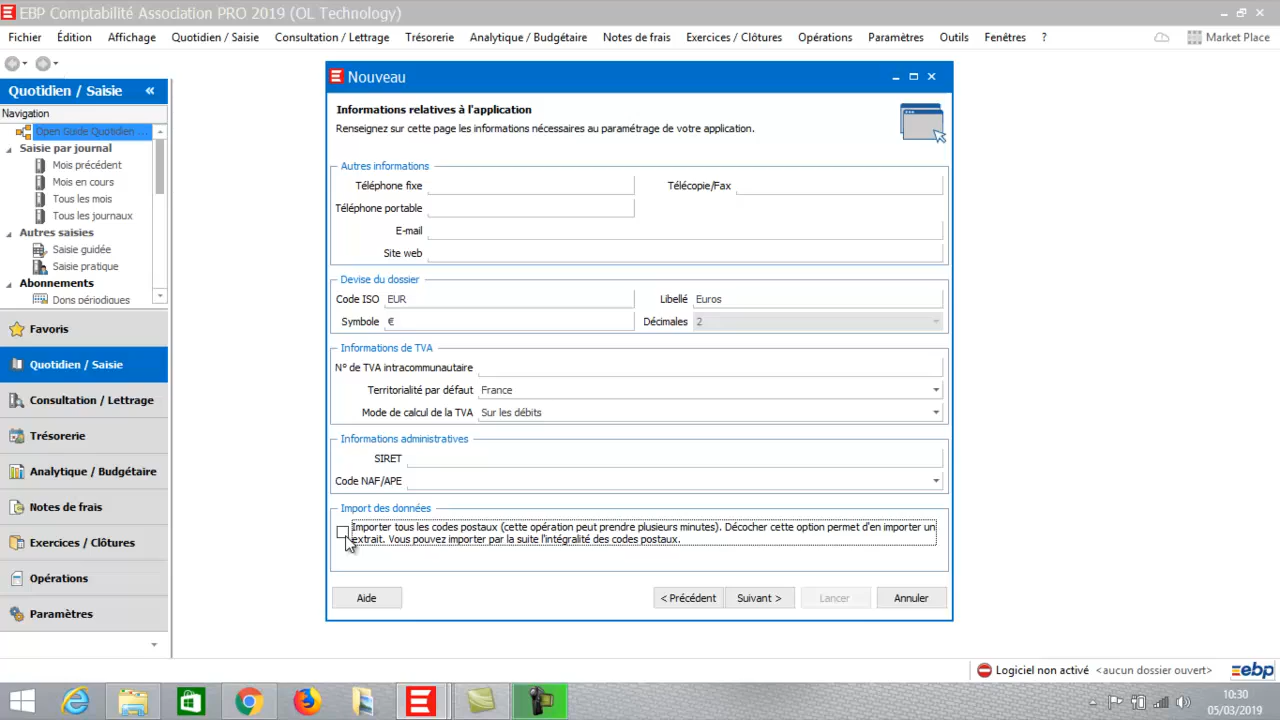 EBP Comptabilité Association PRO 2019 (OL Technology)
Fichier Édition Affichage Quotidien / Saisie Consultation / Lettrage Trésorerie Analytique / Budgétaire Notes de frais Exercices / Clôtures Opérations Paramètres Outils Fenêtres ? Market Place
Quotidien / Saisie «
Navigation
Open Guide Quotidien ...
Saisie par journal
Mois précédent
Mois en cours
Tous les mois
Tous les journaux
Autres saisies
Saisie guidée
Saisie pratique
Abonnements
Dons périodiques
Favoris
Quotidien / Saisie
Consultation / Lettrage
Trésorerie
Analytique / Budgétaire
Notes de frais
Exercices / Clôtures
Opérations
Paramètres
Nouveau
Informations relatives à l'application
Renseignez sur cette page les informations nécessaires au paramétrage de votre application.
Autres informations
Téléphone fixe Télécopie/Fax
Téléphone portable
E-mail
Site web
Devise du dossier
Code ISO EUR Libellé Euros
Symbole € Décimales 2
Informations de TVA
N° de TVA intracommunautaire
Territorialité par défaut France
Mode de calcul de la TVA Sur les débits
Informations administratives
SIRET
Code NAF/APE
Import des données
Importer tous les codes postaux (cette opération peut prendre plusieurs minutes). Décocher cette option permet d'en importer un
extrait. Vous pouvez importer par la suite l'intégralité des codes postaux.
Aide < Précédent Suivant > Lancer Annuler
Logiciel non activé <aucun dossier ouvert> ebp
10:30
05/03/2019